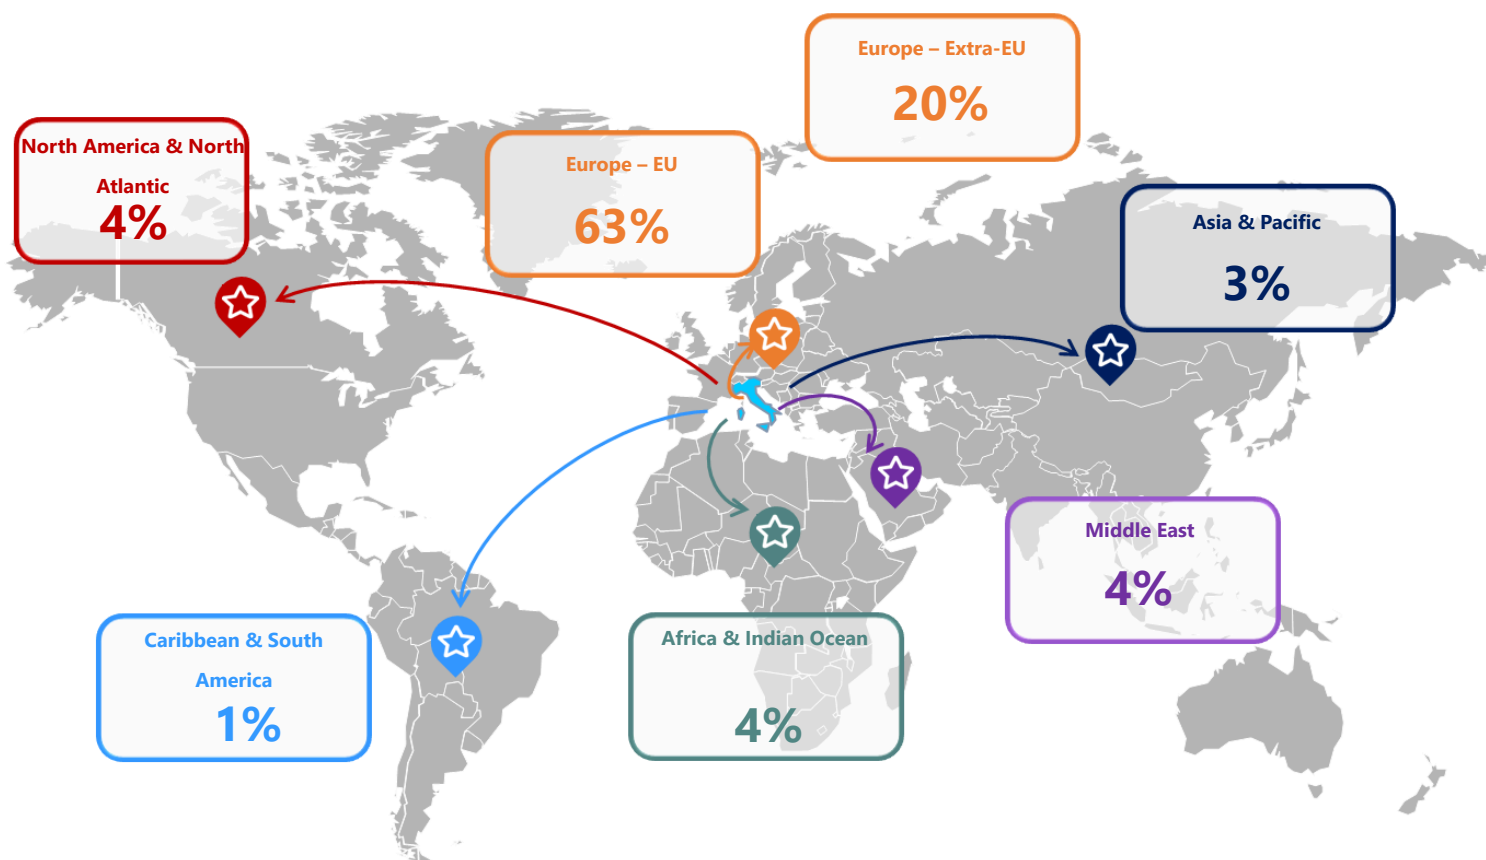 Europe – Extra-EU
20%
North America & North
Atlantic
4%
Europe – EU
63%
Asia & Pacific
3%
Middle East
4%
Caribbean & South
America
1%
Africa & Indian Ocean
4%